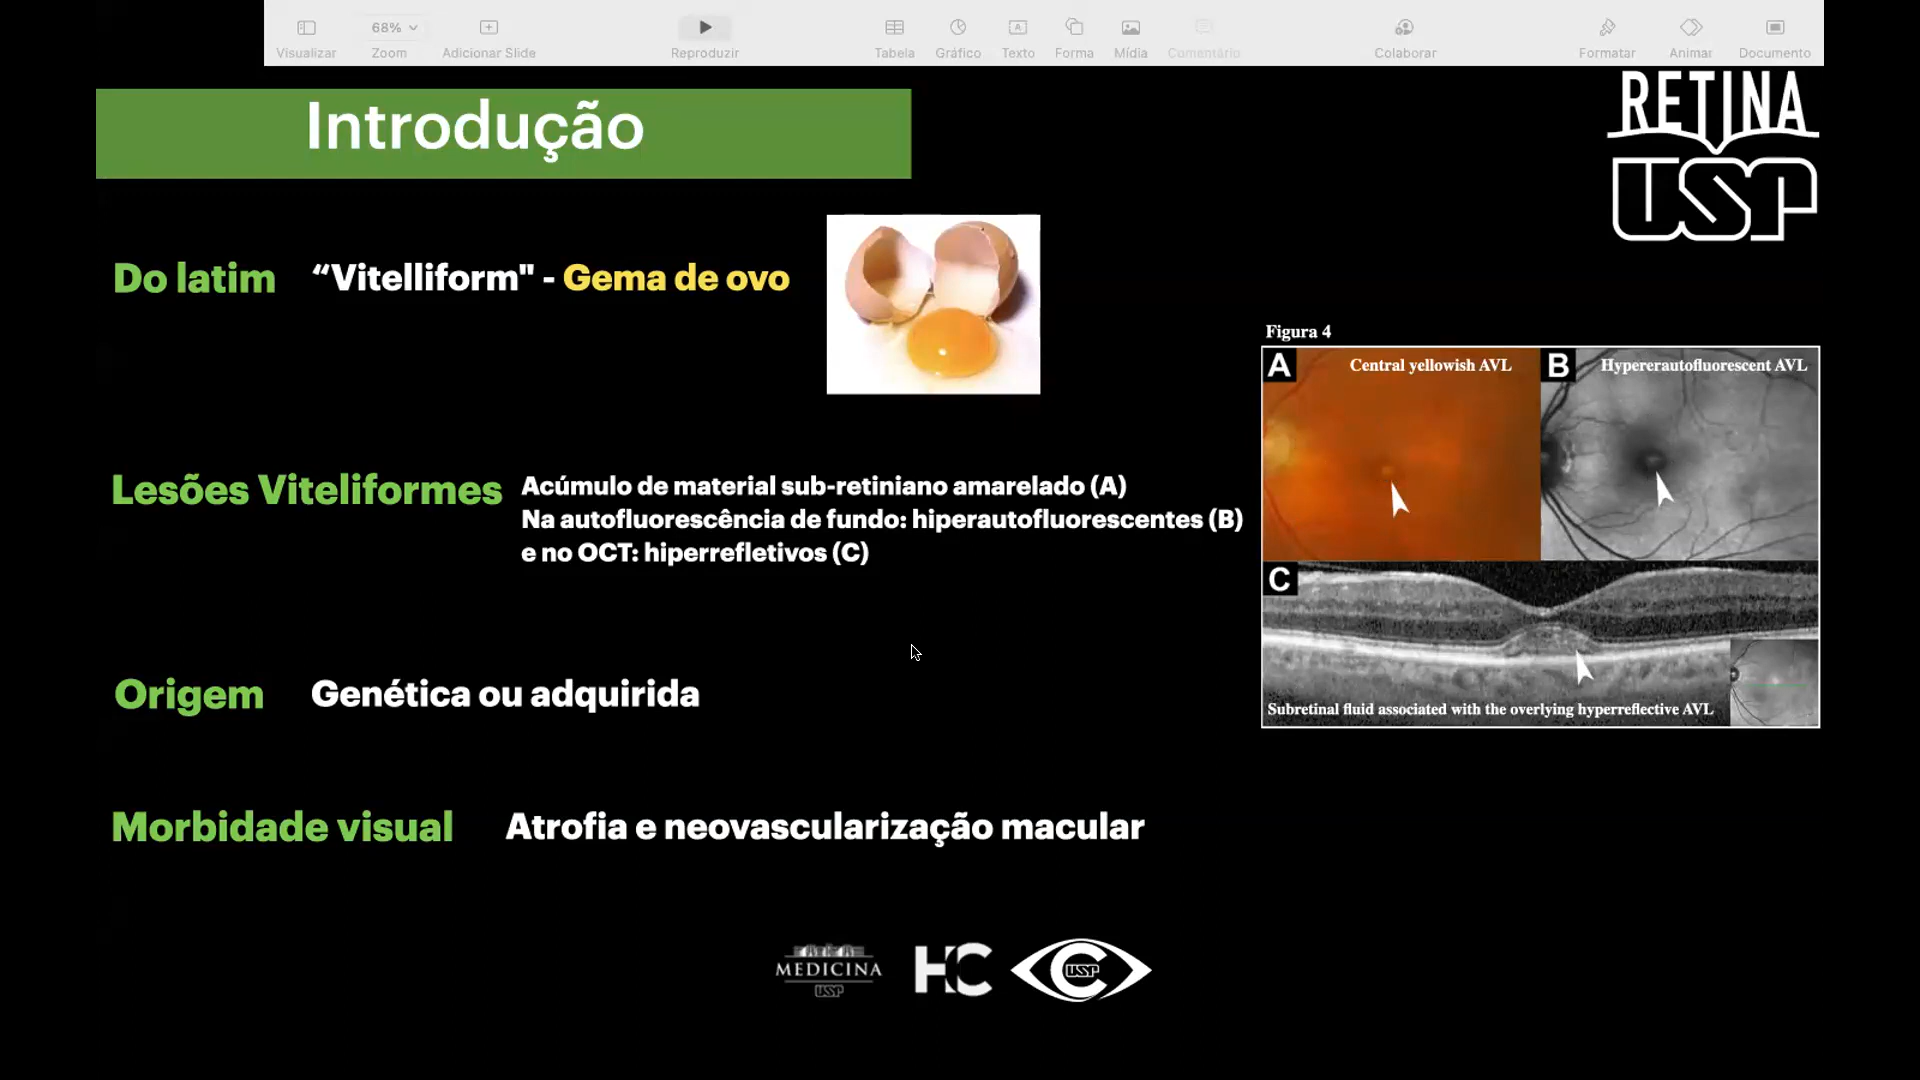 Visualizar
68%
Zoom
Adicionar Slide
Reproduzir
Tabela
Gráfico
Texto
Forma
Mídia
Comentário
Colaborar
Formatar
Animar
Documento
Introdução
RETINA
USP
Do latim “Vitelliform" - Gema de ovo
Figura 4
A Central yellowish AVL
B Hypererautofluorescent AVL
Lesões Viteliformes
Acúmulo de material sub-retiniano amarelado (A)
Na autofluorescência de fundo: hiperautofluorescentes (B)
e no OCT: hiperrefletivos (C)
C
Subretinal fluid associated with the overlying hyperreflective AVL
Origem Genética ou adquirida
Morbidade visual Atrofia e neovascularização macular
MEDICINA
USP
HC
C USP